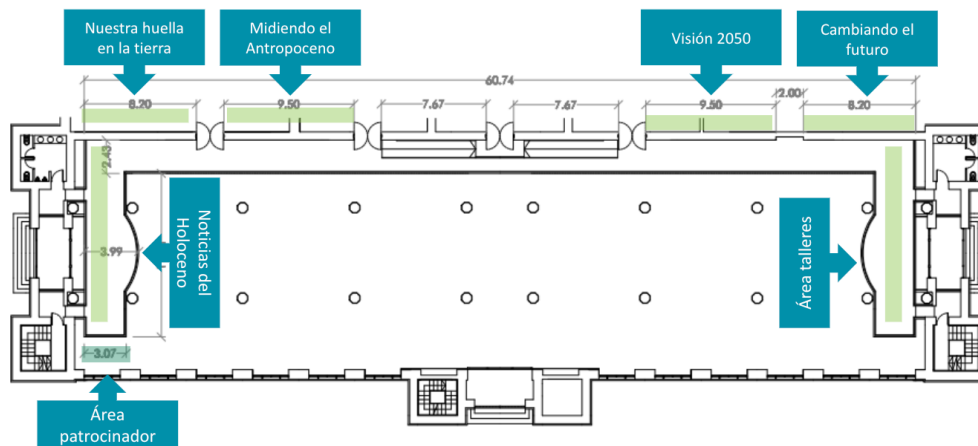 Nuestra huella
en la tierra
Midiendo el
Antropoceno
Visión 2050
Cambiando el
futuro
60.74
8.20
9.50
7.67
7.67
9.50
2.00
8.20
2.43
Noticias del
Holoceno
3.99
Área talleres
3.07
Área
patrocinador